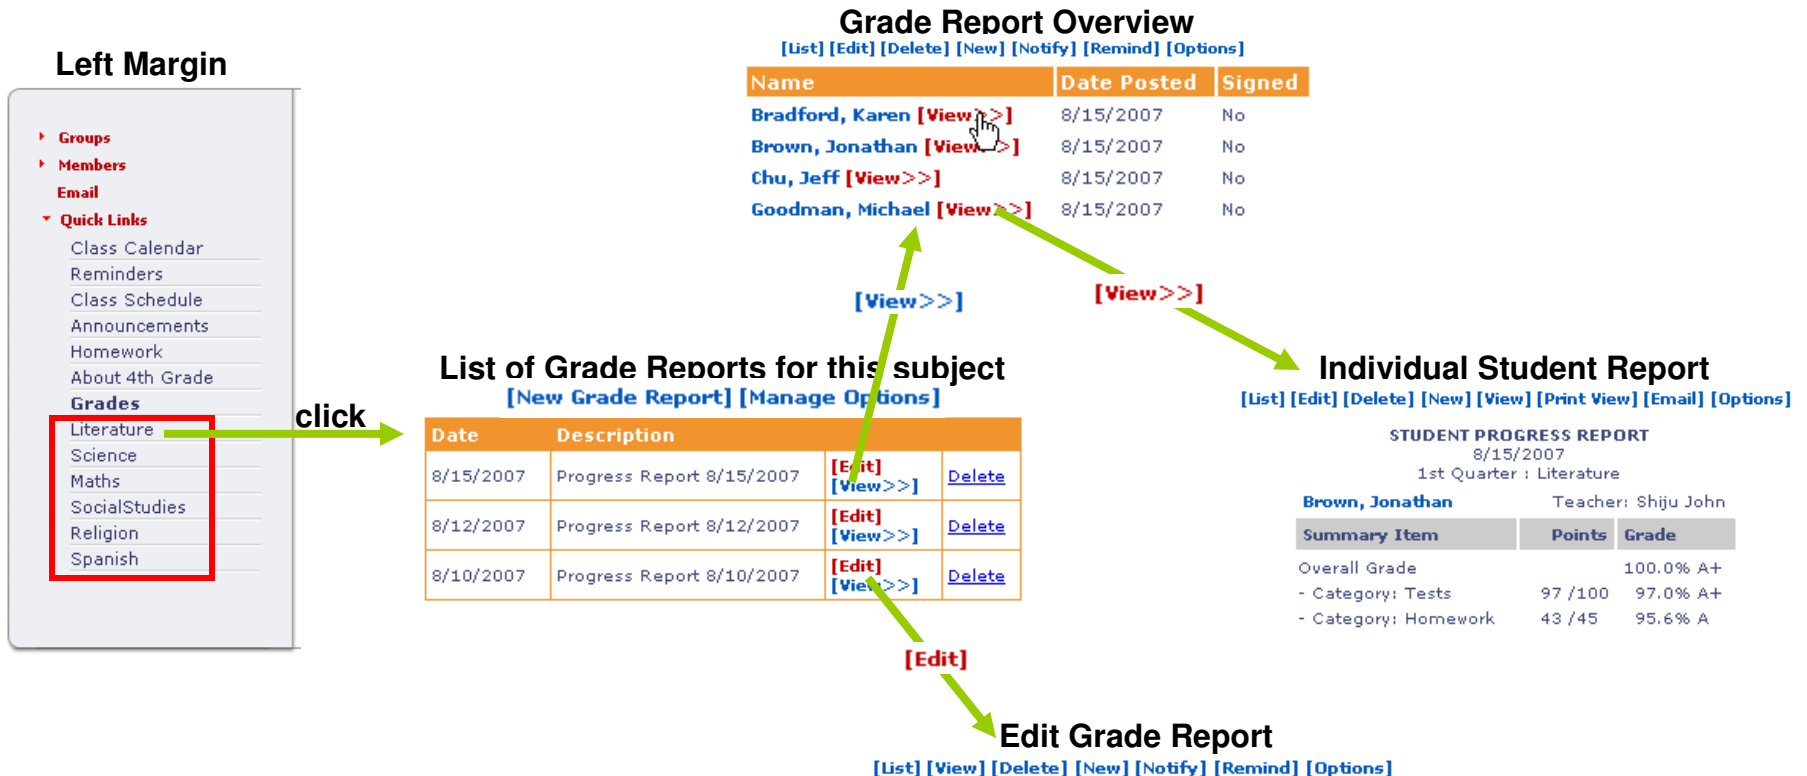 Grade Report Overview
[List] [Edit] [Delete] [New] [Notify] [Remind] [Options]
Name Date Posted Signed
Bradford, Karen [View>>] 8/15/2007 No
Brown, Jonathan [View>>] 8/15/2007 No
Chu, Jeff [View>>] 8/15/2007 No
Goodman, Michael [View>>] 8/15/2007 No
Left Margin
Groups
Members
Email
Quick Links
Class Calendar
Reminders
Class Schedule
Announcements
Homework
About 4th Grade
Grades
Literature
Science
Maths
SocialStudies
Religion
Spanish
click
[View>>]
[View>>]
List of Grade Reports for this subject
[New Grade Report] [Manage Options]
Date Description
8/15/2007 Progress Report 8/15/2007 [Edit] [View>>] Delete
8/12/2007 Progress Report 8/12/2007 [Edit] [View>>] Delete
8/10/2007 Progress Report 8/10/2007 [Edit] [View>>] Delete
[Edit]
Individual Student Report
[List] [Edit] [Delete] [New] [View] [Print View] [Email] [Options]
STUDENT PROGRESS REPORT
8/15/2007
1st Quarter : Literature
Brown, Jonathan Teacher: Shiju John
Summary Item Points Grade
Overall Grade 100.0% A+
- Category: Tests 97 /100 97.0% A+
- Category: Homework 43 /45 95.6% A
Edit Grade Report
[List] [View] [Delete] [New] [Notify] [Remind] [Options]